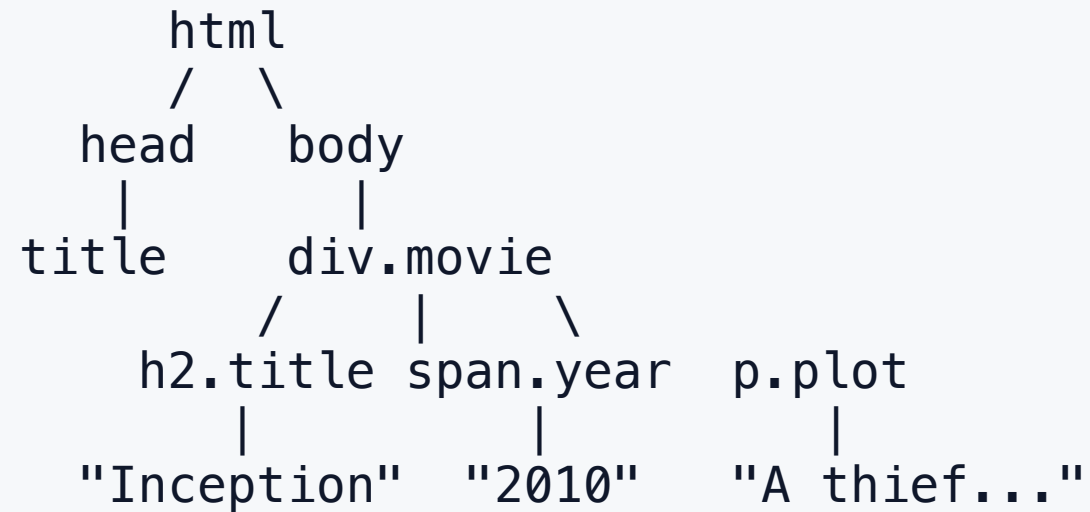 html
/ \
head body
| |
title div.movie
/ | \
h2.title span.year p.plot
| | |
"Inception" "2010" "A thief..."